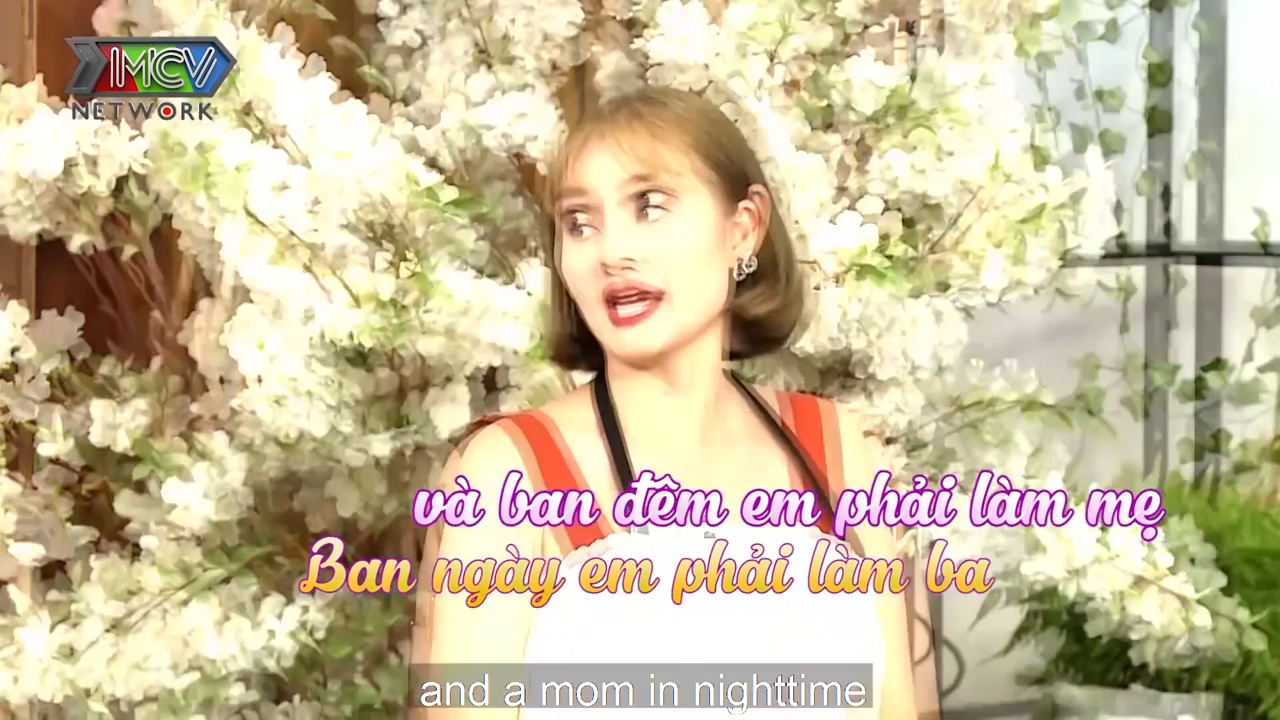 MCV
NETWORK
và ban đêm em phải làm mẹ
Ban ngày em phải làm ba
and a mom in nighttime